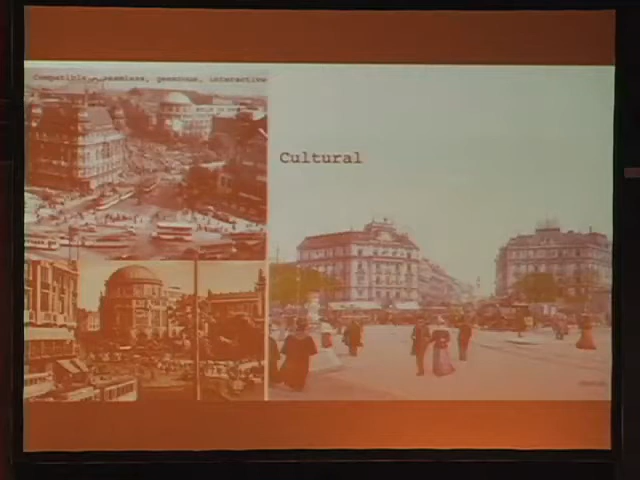 Compatible - seamless, generous, interactive
Cultural